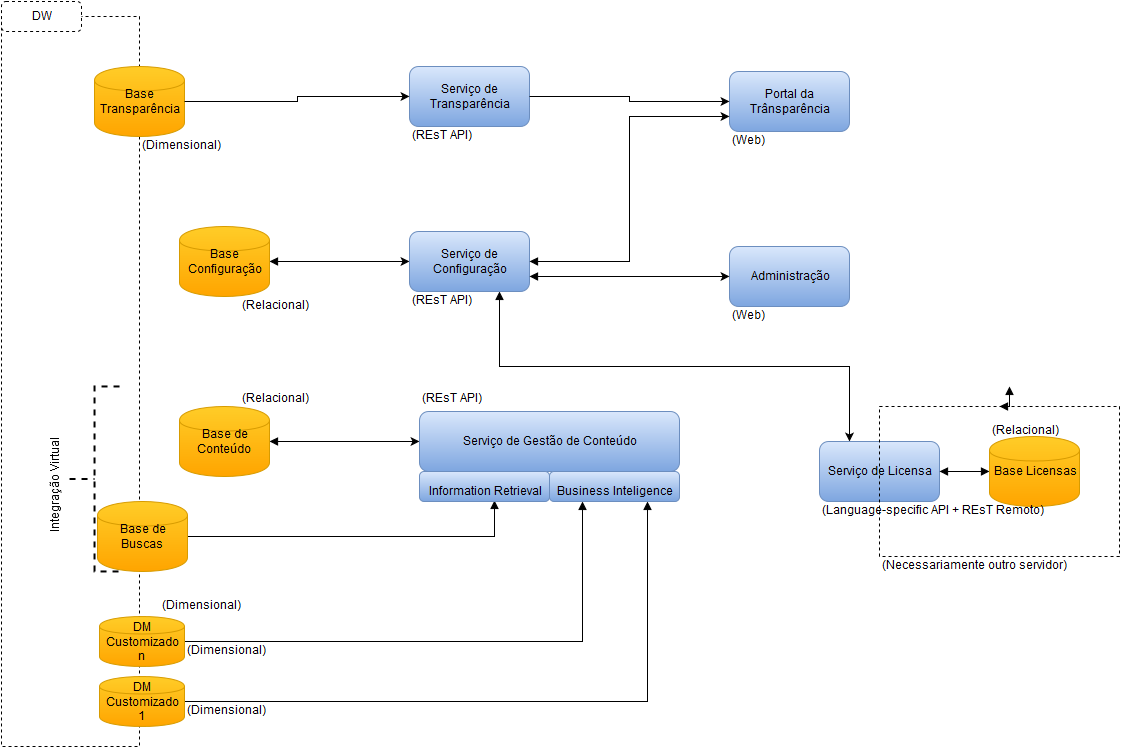 DW
Base
Transparência
(Dimensional)
Serviço de
Transparência
(REsT API)
Portal da
Trânsparência
(Web)
Base
Configuração
(Relacional)
Serviço de
Configuração
(REsT API)
Administração
(Web)
Integração Virtual
(Relacional)
Base de
Conteúdo
(REsT API)
Serviço de Gestão de Conteúdo
Information Retrieval
Business Inteligence
(Relacional)
Serviço de Licensa
Base Licensas
(Language-specific API + REsT Remoto)
(Necessariamente outro servidor)
Base de
Buscas
(Dimensional)
DM
Customizado
n
(Dimensional)
DM
Customizado
1
(Dimensional)